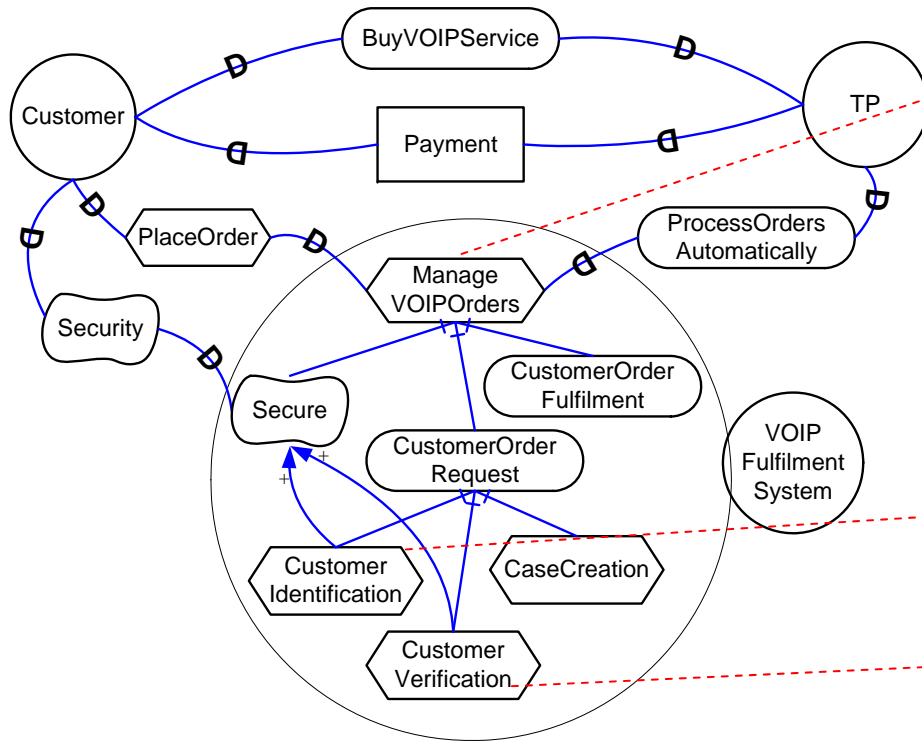 BuyVOIPService
D
D
Customer
TP
Payment
D
D
D
D
D
PlaceOrder
D
ProcessOrders
Automatically
D
D
Manage
VOIPOrders
Security
D
CustomerOrder
Fulfilment
Secure
VOIP
Fulfilment
System
CustomerOrder
Request
+
+
Customer
Identification
CaseCreation
Customer
Verification